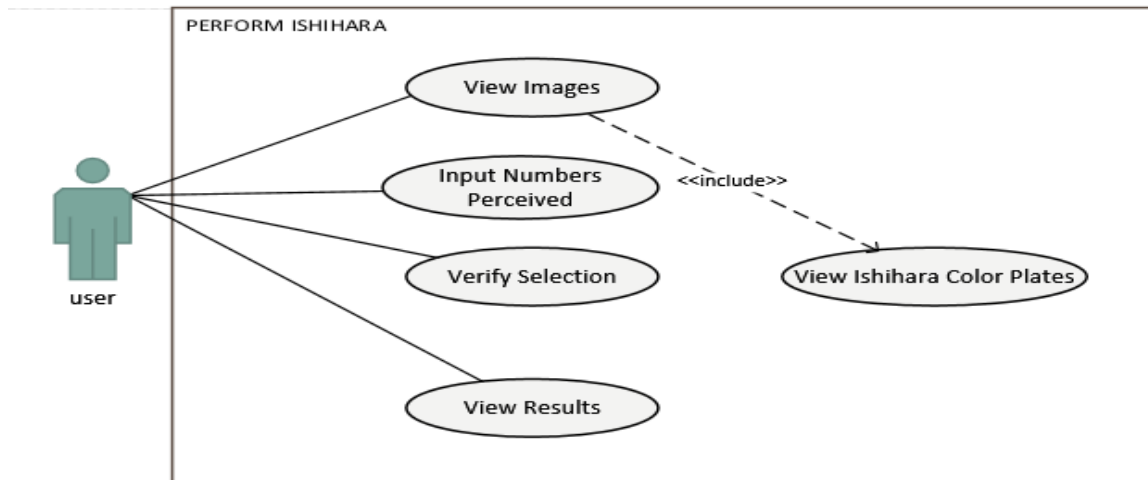 PERFORM ISHIHARA
View Images
Input Numbers
Perceived
<<include>>
Verify Selection
View Ishihara Color Plates
user
View Results